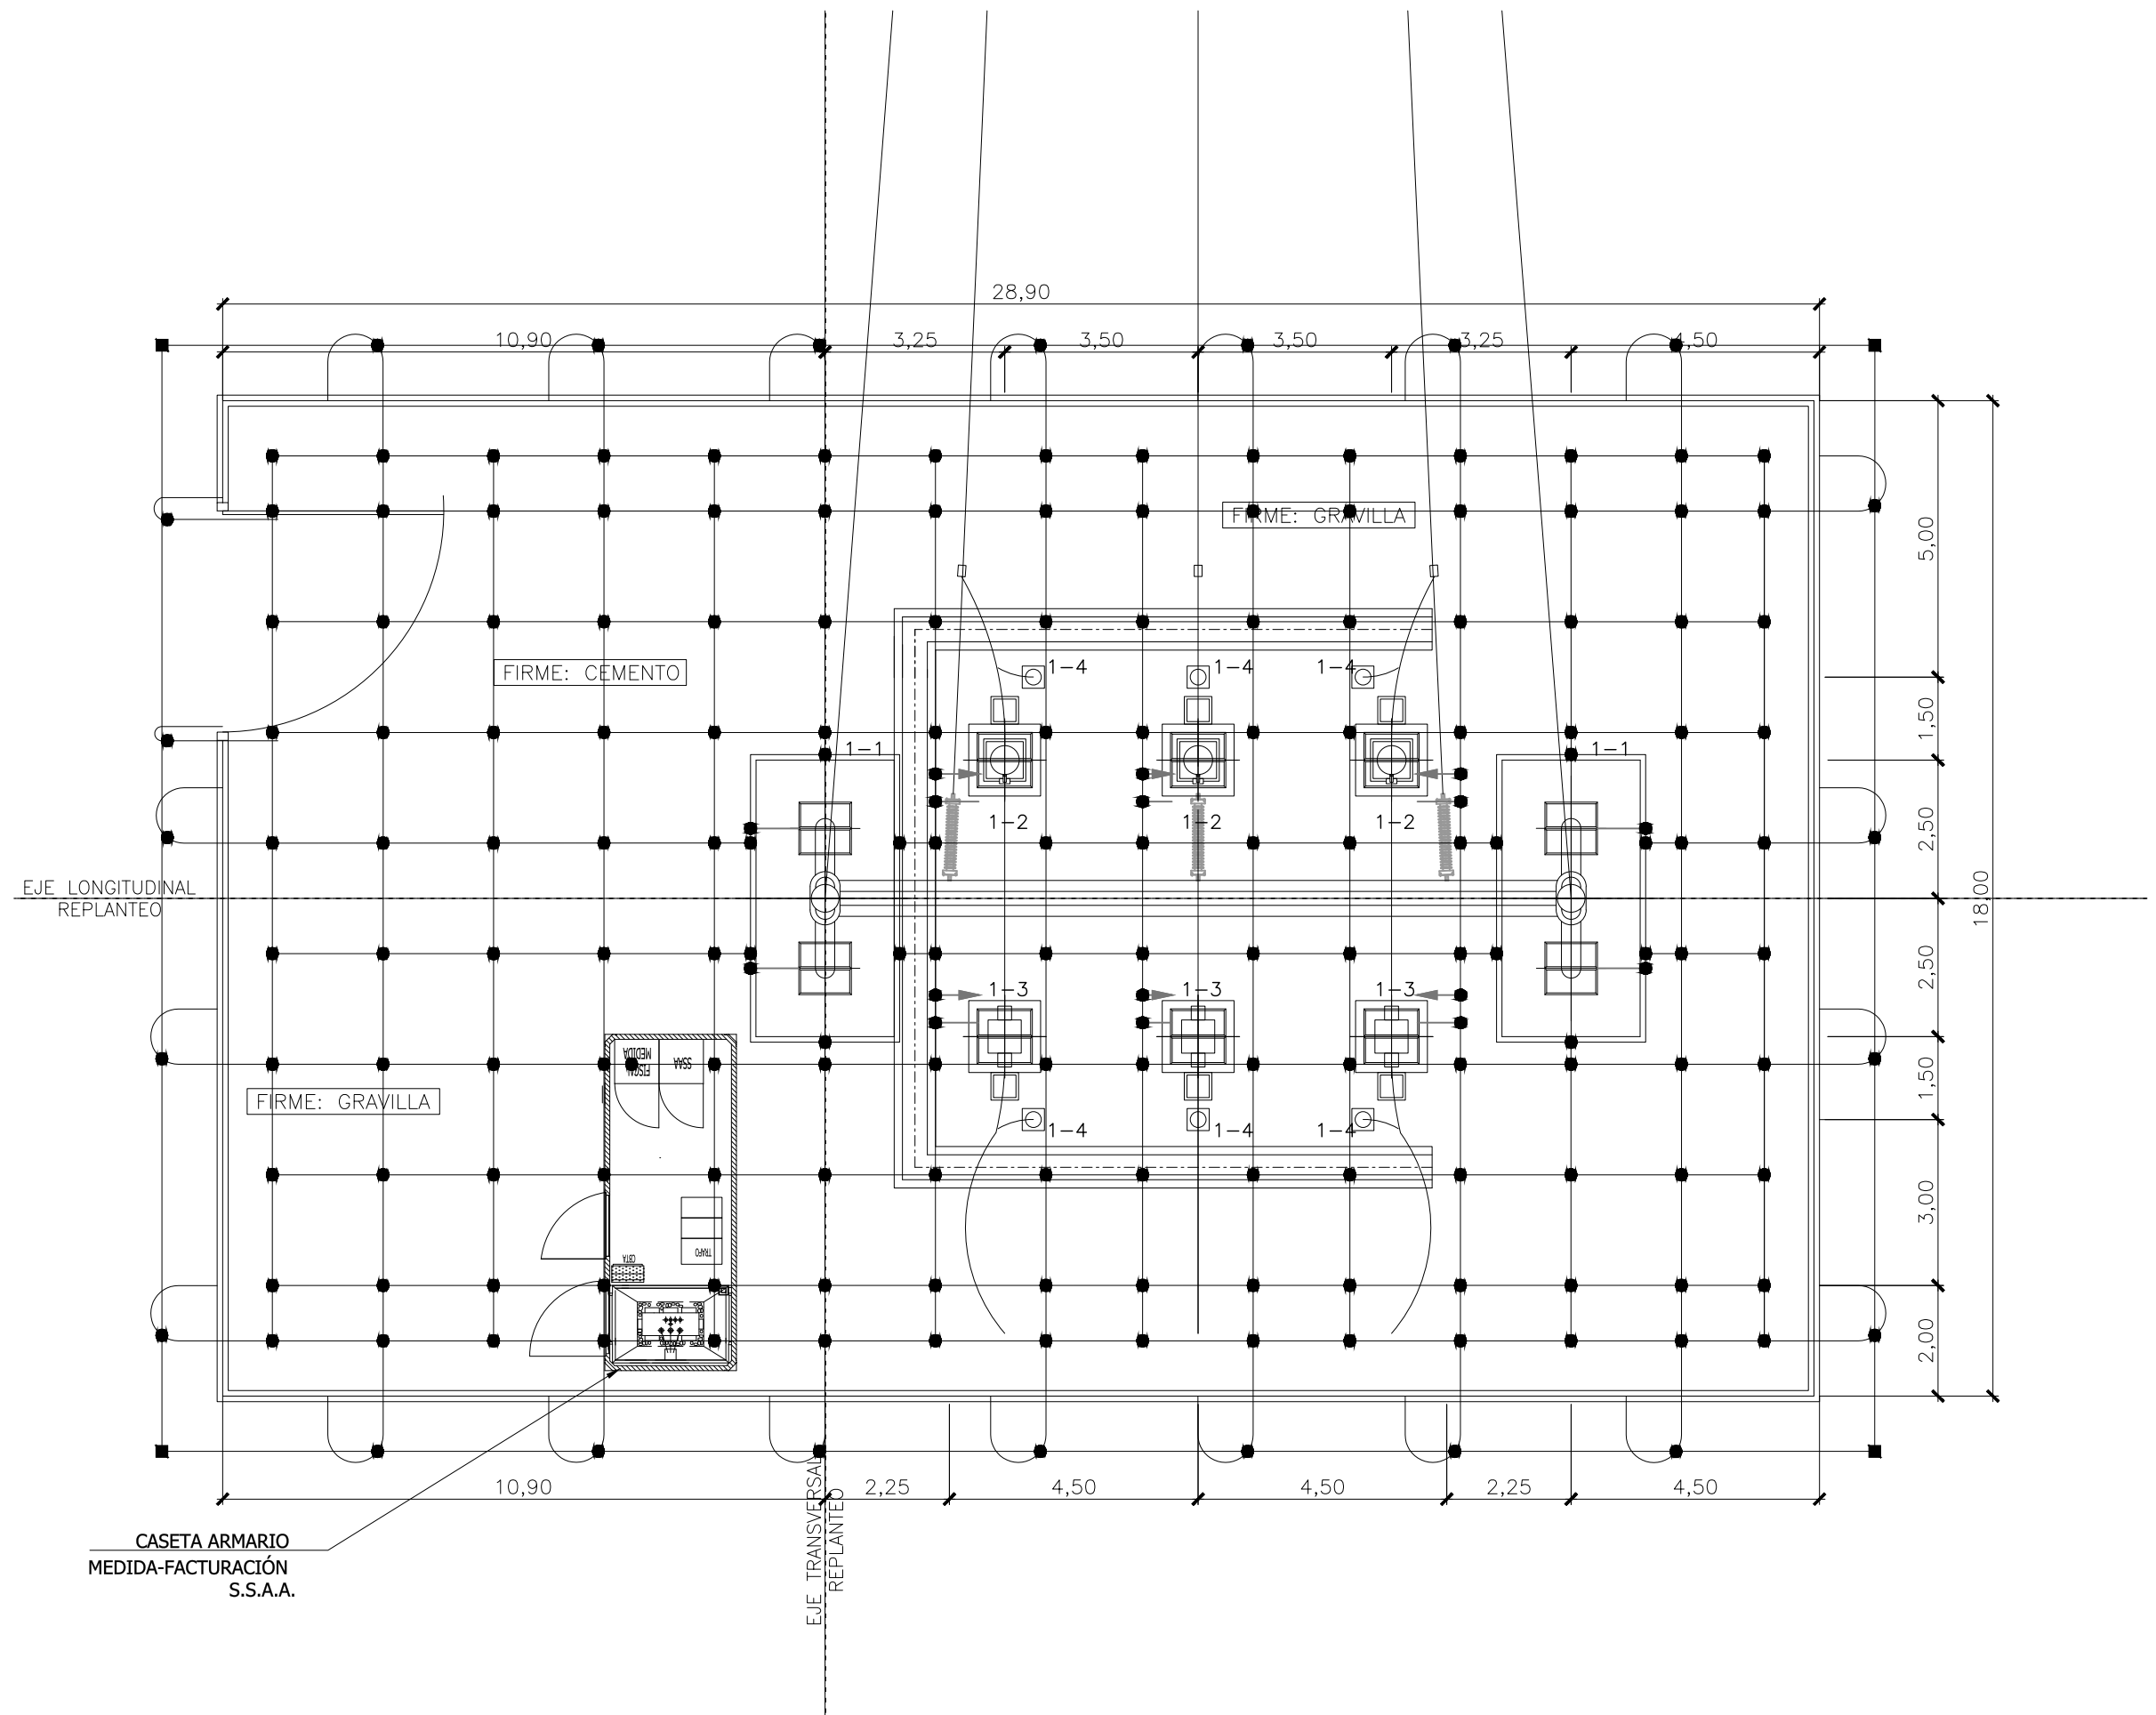 28,90
10,90
3,25
3,50
3,50
3,25
4,50
FIRME: GRAVILLA
5,00
FIRME: CEMENTO
1-4
1-4
1-4
1,50
1-1
1-1
2,50
1-2
1-2
1-2
EJE LONGITUDINAL
REPLANTEO
18,00
2,50
1-3
1-3
1-3
MEDIDA
FISCAL
SSAA
1,50
FIRME: GRAVILLA
1-4
1-4
1-4
3,00
TRAFO
CBTA
2,00
10,90
2,25
4,50
4,50
2,25
4,50
EJE TRANSVERSAL
REPLANTEO
CASETA ARMARIO
MEDIDA-FACTURACIÓN
S.S.A.A.